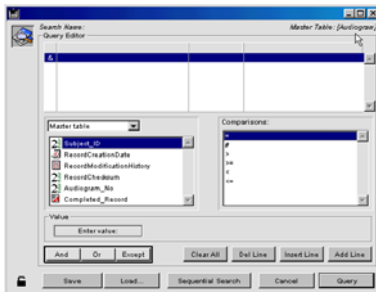 Search Name:
Master Table: [Audiogram]
Query Editor
&
Master table
Subject_ID
RecordCreationDate
RecordModificationHistory
RecordChecksum
Audiogram_No
Completed_Record
Comparisons:
=
#
>
>=
<
<=
Value
Enter value:
And Or Except Clear All Del Line Insert Line Add Line
Save Load... Sequential Search Cancel Query